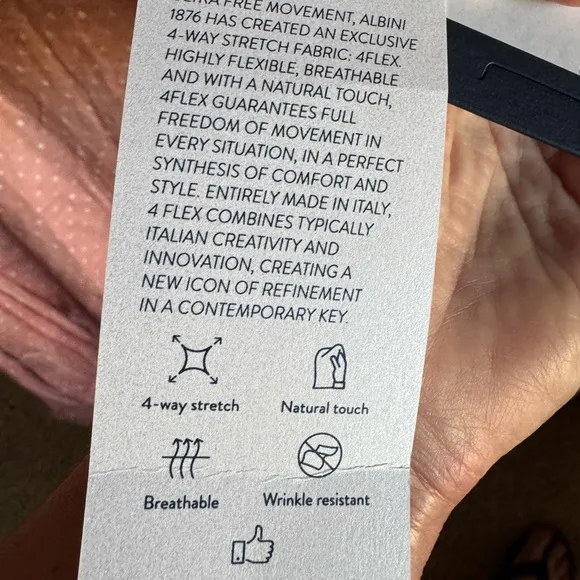 ULTRA FREE MOVEMENT, ALBINI
1876 HAS CREATED AN EXCLUSIVE
4-WAY STRETCH FABRIC: 4FLEX.
HIGHLY FLEXIBLE, BREATHABLE
AND WITH A NATURAL TOUCH,
4FLEX GUARANTEES FULL
FREEDOM OF MOVEMENT IN
EVERY SITUATION, IN A PERFECT
SYNTHESIS OF COMFORT AND
STYLE. ENTIRELY MADE IN ITALY,
4 FLEX COMBINES TYPICALLY
ITALIAN CREATIVITY AND
INNOVATION, CREATING A
NEW ICON OF REFINEMENT
IN A CONTEMPORARY KEY.
4-way stretch
Natural touch
Breathable
Wrinkle resistant